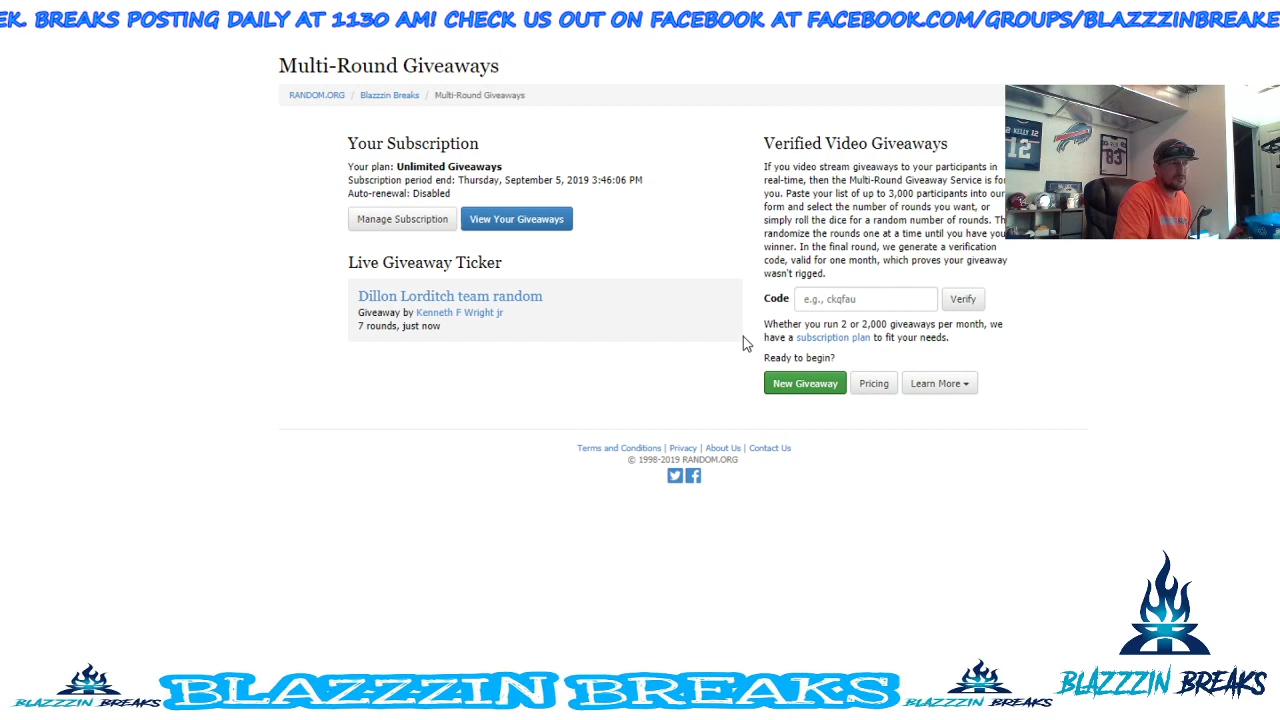 EK. BREAKS POSTING DAILY AT 1130 AM! CHECK US OUT ON FACEBOOK AT FACEBOOK.COM/GROUPS/BLAZZZINBREAKE
Multi-Round Giveaways
RANDOM.ORG / Blazzzin Breaks / Multi-Round Giveaways
Your Subscription
Your plan: Unlimited Giveaways
Subscription period end: Thursday, September 5, 2019 3:46:06 PM
Auto-renewal: Disabled
Manage Subscription
View Your Giveaways
Live Giveaway Ticker
Dillon Lorditch team random
Giveaway by Kenneth F Wright jr
7 rounds, just now
Verified Video Giveaways
If you video stream giveaways to your participants in
real-time, then the Multi-Round Giveaway Service is for
you. Paste your list of up to 3,000 participants into our
form and select the number of rounds you want, or
simply roll the dice for a random number of rounds. Th
randomize the rounds one at a time until you have you
winner. In the final round, we generate a verification
code, valid for one month, which proves your giveaway
wasn't rigged.
Code e.g., ckqfau Verify
Whether you run 2 or 2,000 giveaways per month, we
have a subscription plan to fit your needs.
Ready to begin?
New Giveaway Pricing Learn More
12 KELLY 12
12
83
Terms and Conditions | Privacy | About Us | Contact Us
© 1998-2019 RANDOM.ORG
BLAZZZIN BREAKS
BLAZZZIN BREAKS
BLAZZZIN BREAKS
BLAZZZIN BREAKS